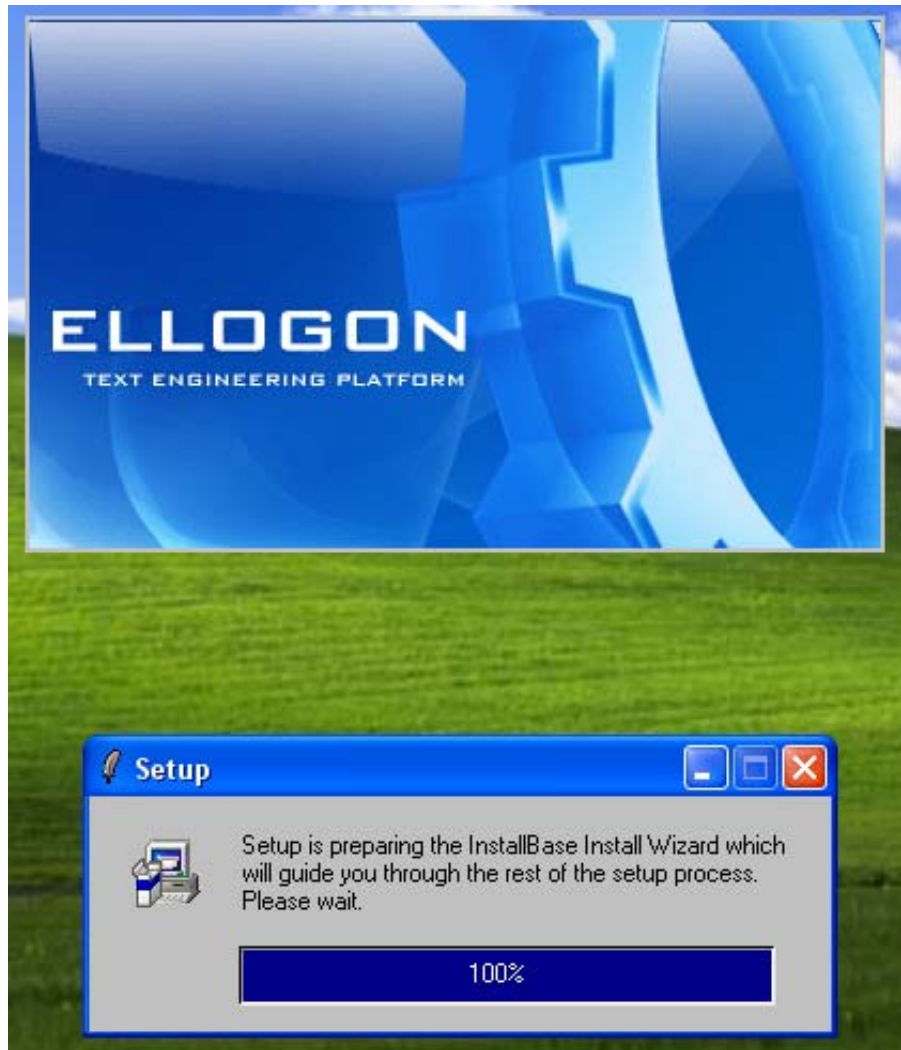 ELLOGON
TEXT ENGINEERING PLATFORM
Setup
Setup is preparing the InstallBase Install Wizard which
will guide you through the rest of the setup process.
Please wait.
100%